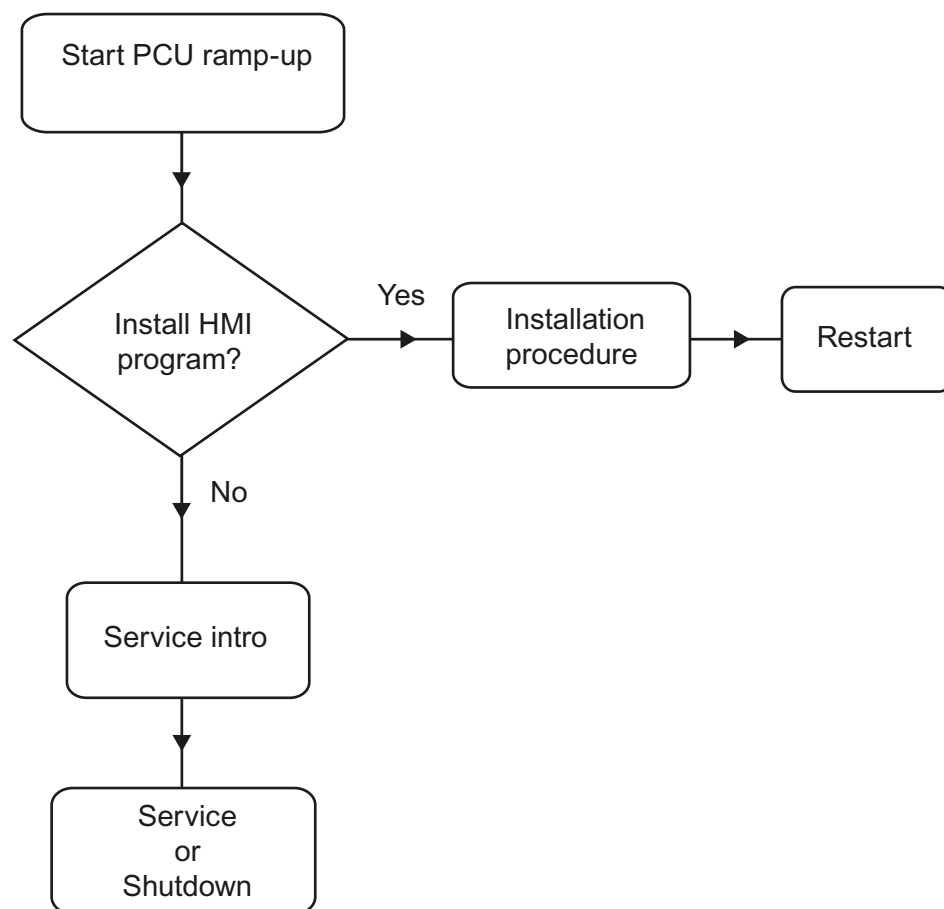 Start PCU ramp-up
Install HMI
program?
Yes
Installation
procedure
Restart
No
Service intro
Service
or
Shutdown